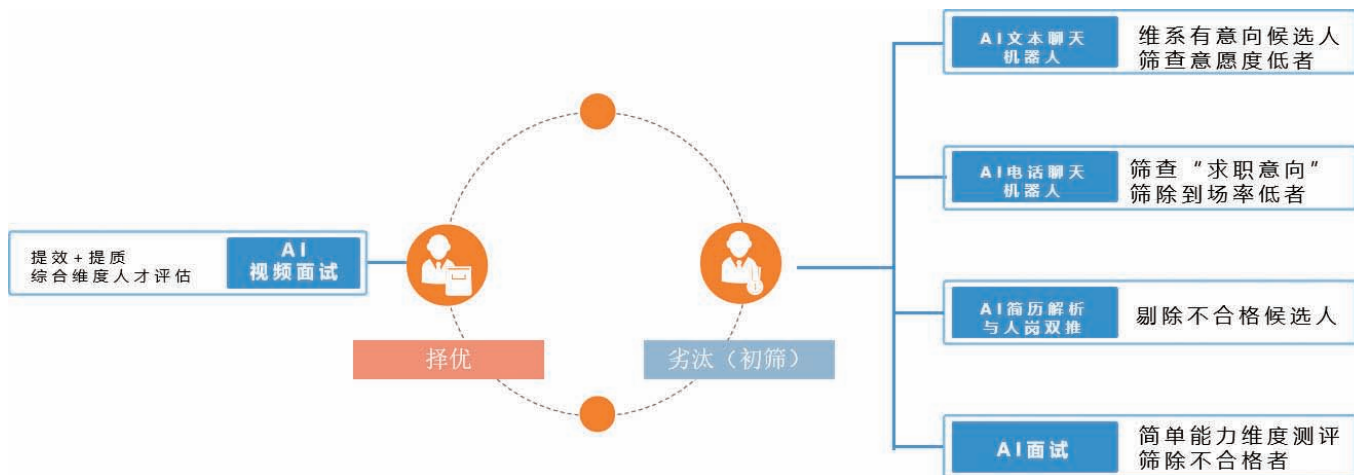 提效+提质
综合维度人才评估
AI
视频面试
择优
劣汰（初筛）
AI文本聊天
机器人
维系有意向候选人
筛查意愿度低者
AI电话聊天
机器人
筛查“求职意向”
筛除到场率低者
AI简历解析
与人岗双推
剔除不合格候选人
AI面试
简单能力维度测评
筛除不合格者